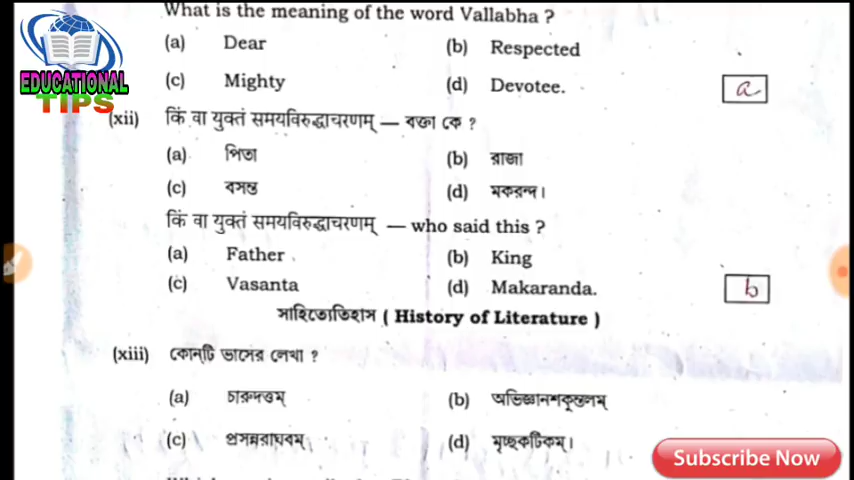 What is the meaning of the word Vallabha ?
(a) Dear (b) Respected
(c) Mighty (d) Devotee. a
EDUCATIONAL
TIPS
(xii) किं वा युक्तं समयविरुद्धाचरणम् — বক্তা কে ?
(a) পিতা (b) রাজা
(c) বসন্ত (d) মকরন্দ।
किं वा युक्तं समयविरुद्धाचरणम् — who said this ?
(a) Father (b) King
(c) Vasanta (d) Makaranda. b
সাহিত্যেতিহাস ( History of Literature )
(xiii) কোন্‌টি ভাসের লেখা ?
(a) চারুদত্তম্ (b) অভিজ্ঞানশকুন্তলম্
(c) প্রসন্নরাঘবম্ (d) মৃচ্ছকটিকম্।
Subscribe Now